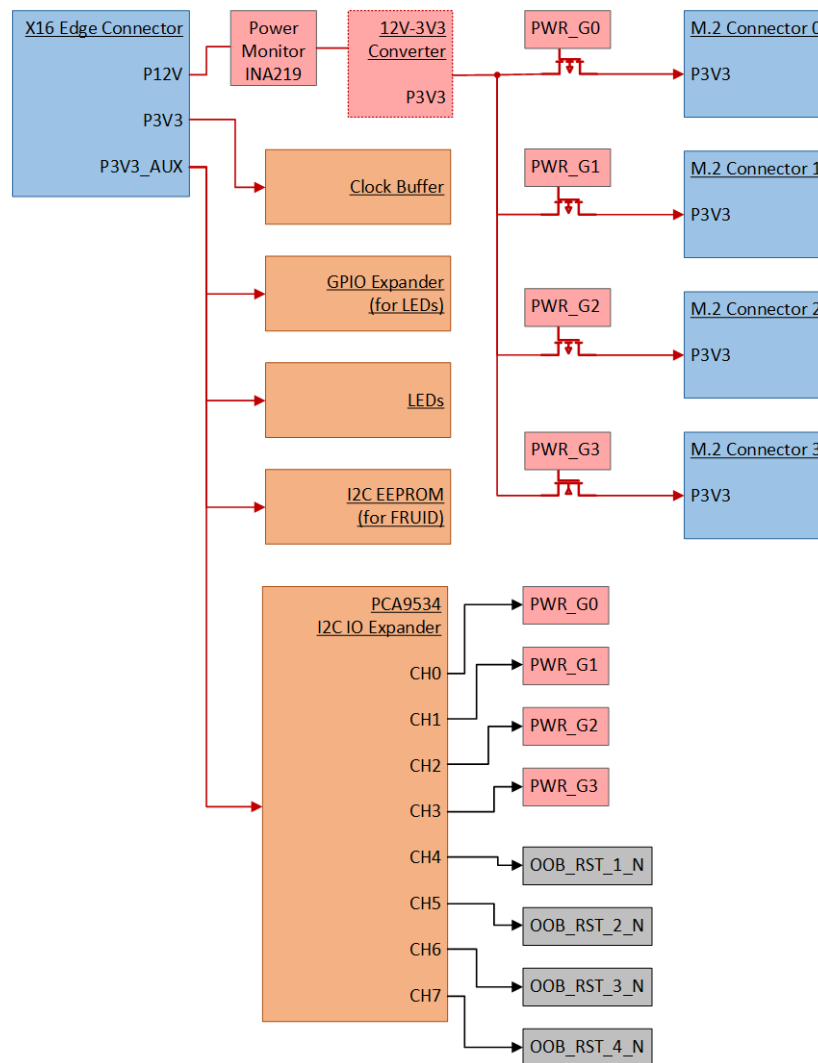 X16 Edge Connector
P12V
P3V3
P3V3_AUX
Power
Monitor
INA219
12V-3V3
Converter
P3V3
PWR_G0
M.2 Connector 0
P3V3
PWR_G1
M.2 Connector 1
P3V3
PWR_G2
M.2 Connector 2
P3V3
PWR_G3
M.2 Connector 3
P3V3
Clock Buffer
GPIO Expander
(for LEDs)
LEDs
I2C EEPROM
(for FRUID)
PCA9534
I2C IO Expander
CH0
CH1
CH2
CH3
CH4
CH5
CH6
CH7
PWR_G0
PWR_G1
PWR_G2
PWR_G3
OOB_RST_1_N
OOB_RST_2_N
OOB_RST_3_N
OOB_RST_4_N